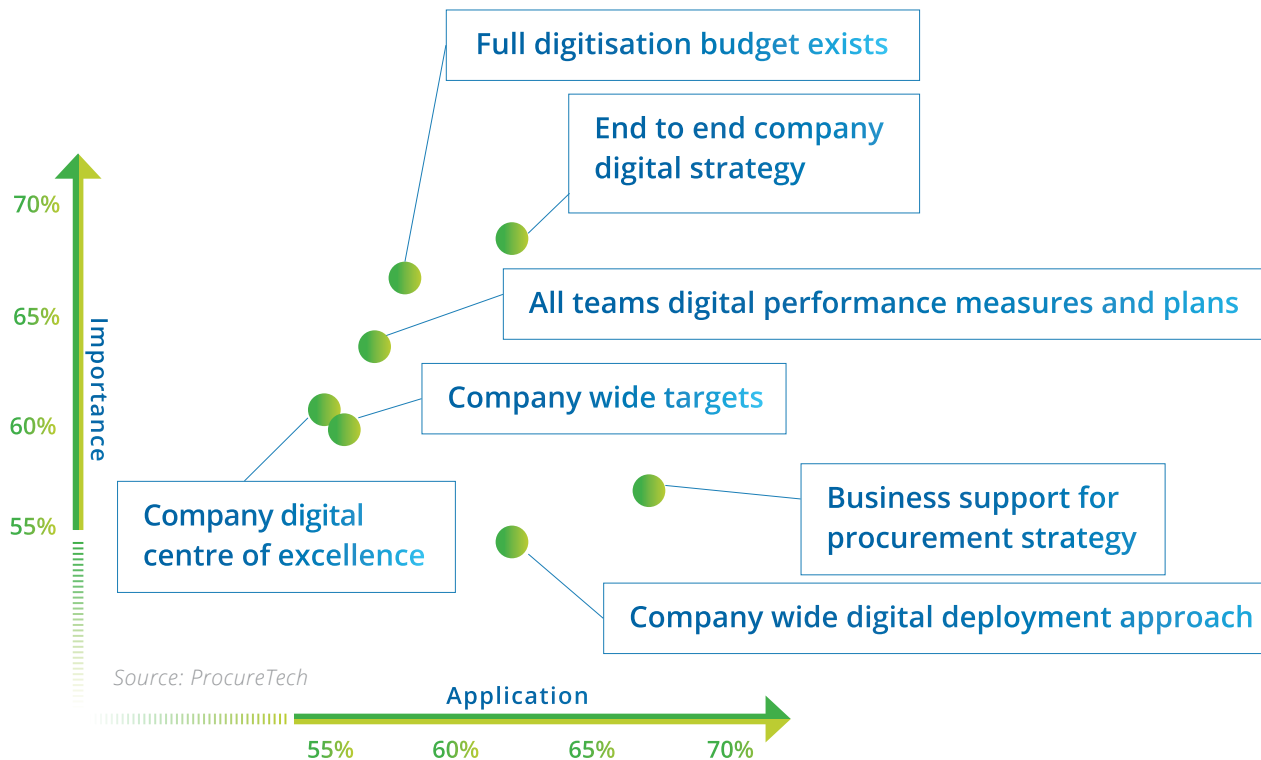 Full digitisation budget exists
End to end company
digital strategy
70%
All teams digital performance measures and plans
65%
Importance
Company wide targets
60%
Business support for
procurement strategy
Company digital
centre of excellence
55%
Company wide digital deployment approach
Source: ProcureTech
Application
55%
60%
65%
70%